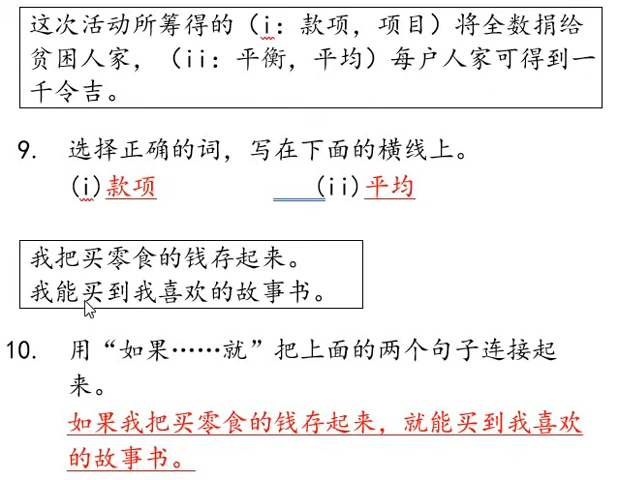 这次活动所筹得的（i：款项，项目）将全数捐给
贫困人家，（ii：平衡，平均）每户人家可得到一
千令吉。
9. 选择正确的词，写在下面的横线上。
(i)款项 (ii)平均
我把买零食的钱存起来。
我能买到我喜欢的故事书。
10. 用“如果……就”把上面的两个句子连接起
来。
如果我把买零食的钱存起来，就能买到我喜欢
的故事书。